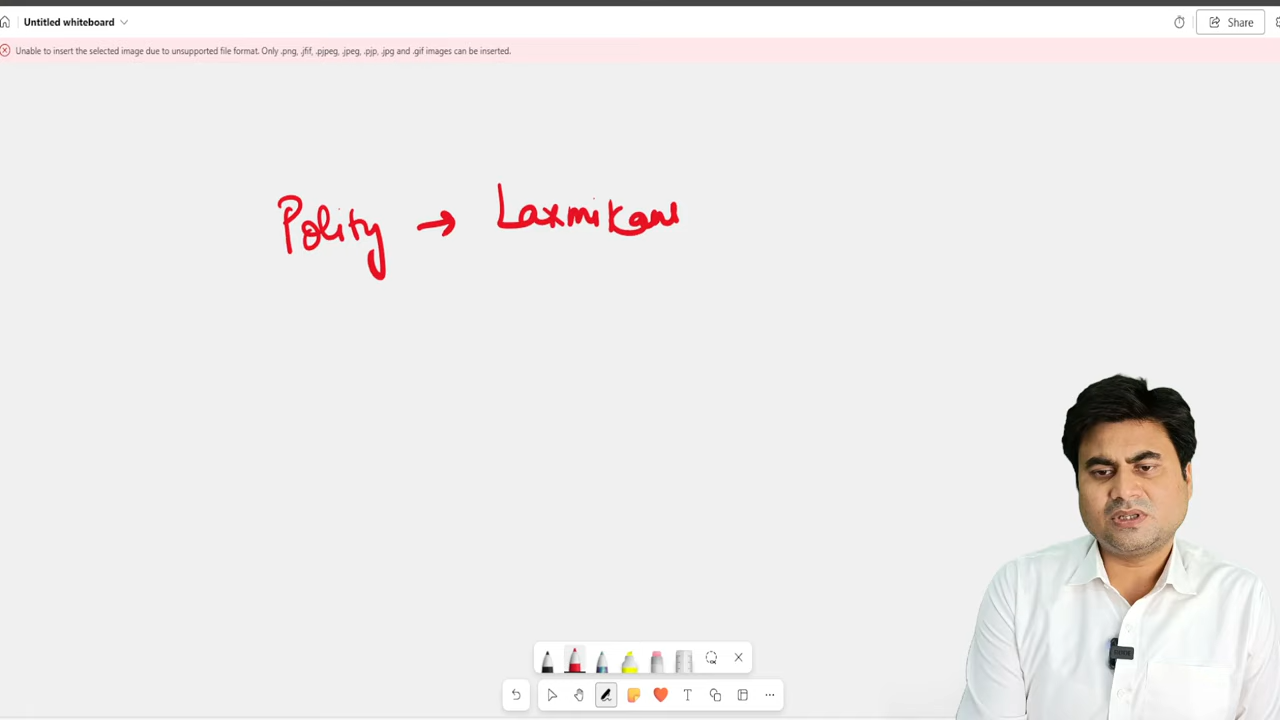 Untitled whiteboard
Share
Unable to insert the selected image due to unsupported file format. Only .png, .jfif, .pjpeg, .jpeg, .pjp, .jpg and .gif images can be inserted.
Polity → Laxmikant